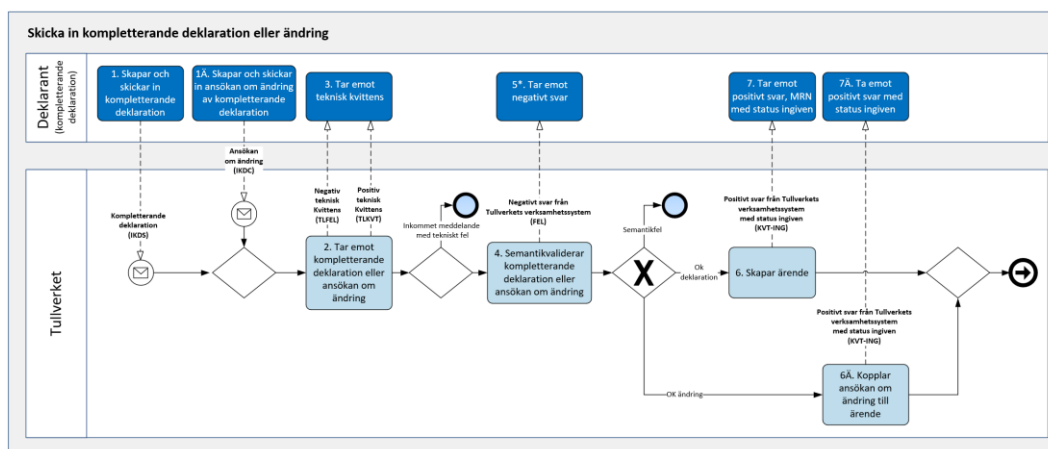 Skicka in kompletterande deklaration eller ändring
Deklarant
(kompletterande
deklaration)
1. Skapar och
skickar in
kompletterande
deklaration
1Ä. Skapar och skickar
in ansökan om ändring
av kompletterande
deklaration
3. Tar emot
teknisk kvittens
5*. Tar emot
negativt svar
7. Tar emot
positivt svar, MRN
med status ingiven
7Ä. Ta emot
positivt svar med
status ingiven
Tullverket
Ansökan
om ändring
(IKDC)
Kompletterande
deklaration
(IKDS)
Negativ
teknisk
Kvittens
(TLFEL)
Positiv
teknisk
Kvittens
(TLKVT)
2. Tar emot
kompletterande
deklaration eller
ansökan om
ändring
Inkommet meddelande
med tekniskt fel
Negativt svar från
Tullverkets verksamhetssystem
(FEL)
4. Semantikvaliderar
kompletterande
deklaration eller
ansökan om ändring
Semantikfel
X
Ok
deklaration
Positivt svar från Tullverkets
verksamhetssystem
med status ingiven
(KVT-ING)
6. Skapar ärende
Positivt svar från Tullverkets
verksamhetssystem
med status ingiven
(KVT-ING)
OK ändring
6Ä. Kopplar
ansökan om
ändring till
ärende